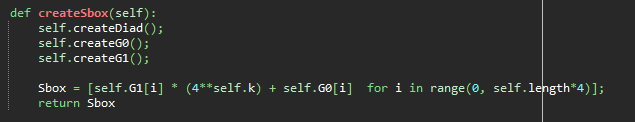 def createSbox(self):
    self.createDiad();
    self.createG0();
    self.createG1();

    Sbox = [self.G1[i] * (4**self.k) + self.G0[i]  for i in range(0, self.length*4)];
    return Sbox